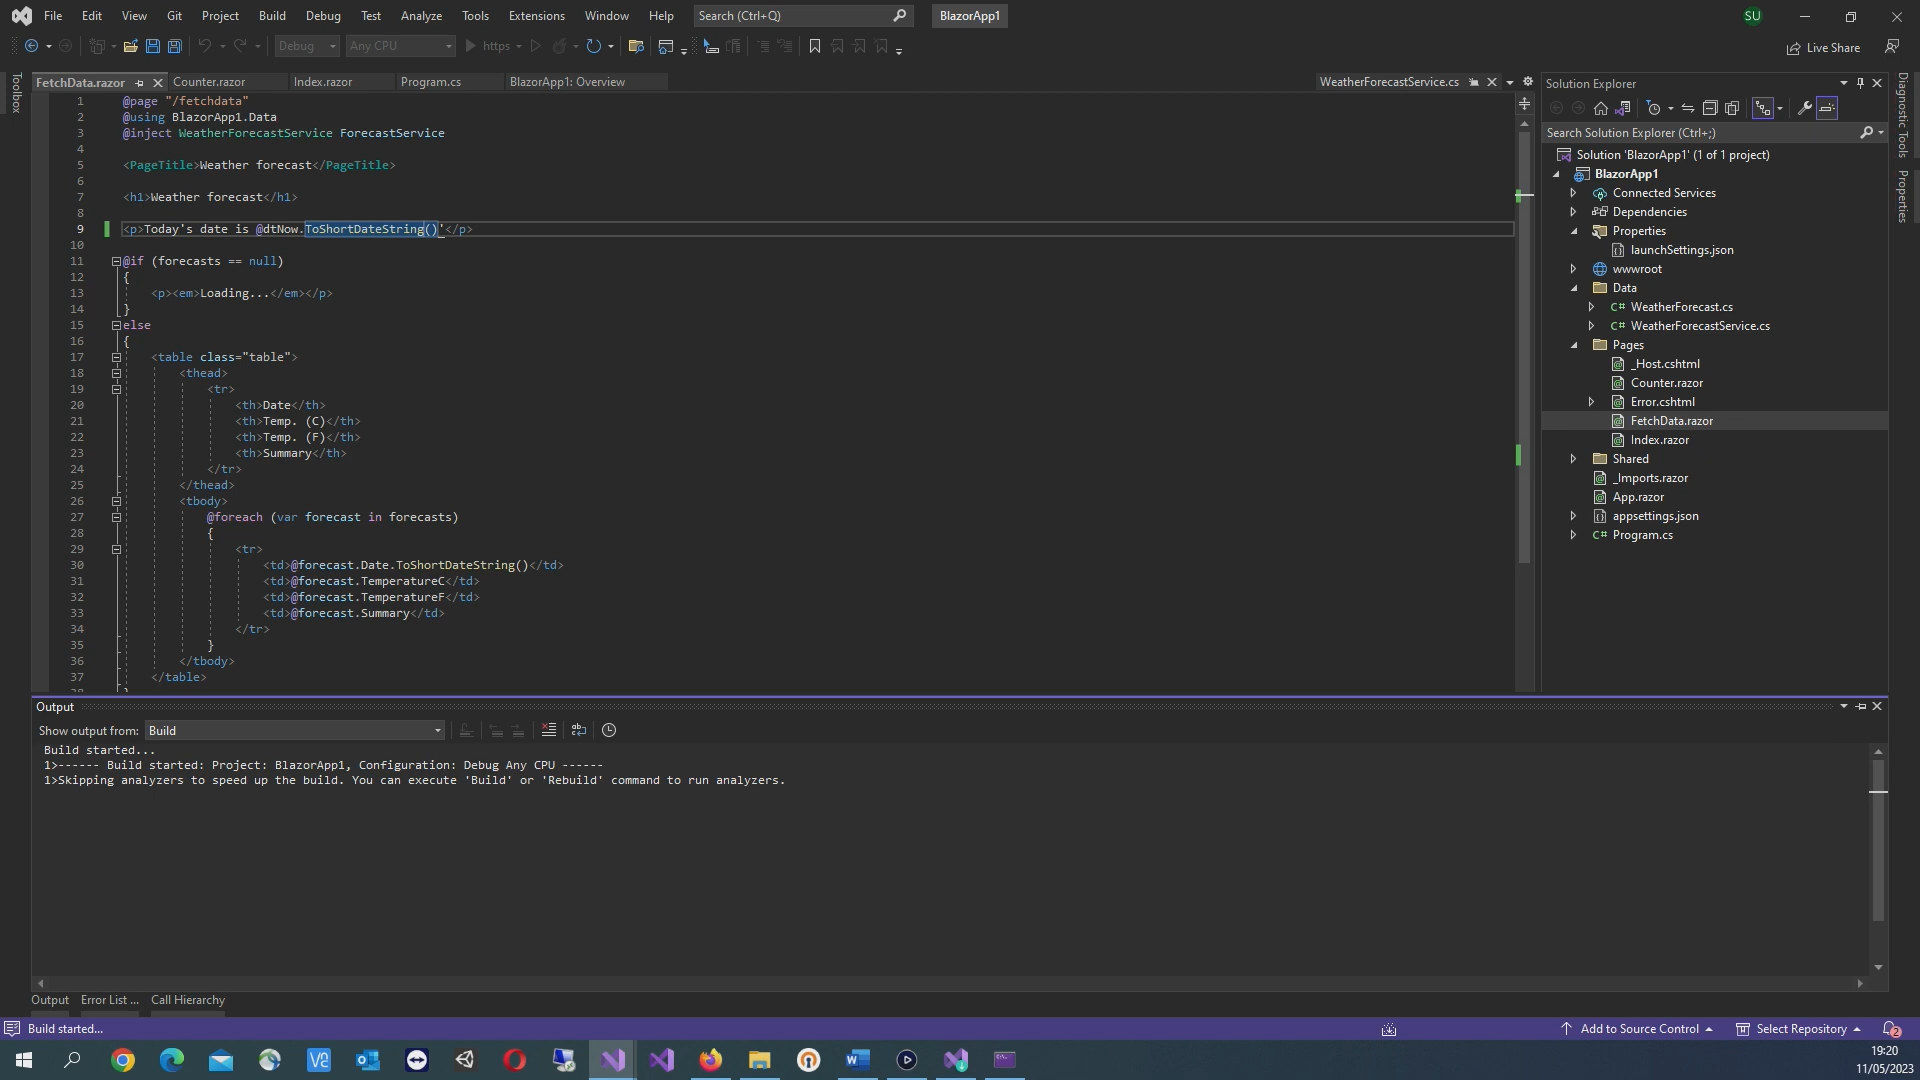 File Edit View Git Project Build Debug Test Analyze Tools Extensions Window Help Search (Ctrl+Q) BlazorApp1 SU
Debug Any CPU https Live Share
Toolbox
FetchData.razor Counter.razor Index.razor Program.cs BlazorApp1: Overview WeatherForecastService.cs
1 @page "/fetchdata"
2 @using BlazorApp1.Data
3 @inject WeatherForecastService ForecastService
4
5 <PageTitle>Weather forecast</PageTitle>
6
7 <h1>Weather forecast</h1>
8
9 <p>Today's date is @dtNow.ToShortDateString()'</p>
10
11 @if (forecasts == null)
12 {
13 <p><em>Loading...</em></p>
14 }
15 else
16 {
17 <table class="table">
18 <thead>
19 <tr>
20 <th>Date</th>
21 <th>Temp. (C)</th>
22 <th>Temp. (F)</th>
23 <th>Summary</th>
24 </tr>
25 </thead>
26 <tbody>
27 @foreach (var forecast in forecasts)
28 {
29 <tr>
30 <td>@forecast.Date.ToShortDateString()</td>
31 <td>@forecast.TemperatureC</td>
32 <td>@forecast.TemperatureF</td>
33 <td>@forecast.Summary</td>
34 </tr>
35 }
36 </tbody>
37 </table>
38 }
Solution Explorer
Search Solution Explorer (Ctrl+;)
Solution 'BlazorApp1' (1 of 1 project)
BlazorApp1
Connected Services
Dependencies
Properties
launchSettings.json
wwwroot
Data
C# WeatherForecast.cs
C# WeatherForecastService.cs
Pages
_Host.cshtml
Counter.razor
Error.cshtml
FetchData.razor
Index.razor
Shared
_Imports.razor
App.razor
appsettings.json
C# Program.cs
Diagnostic Tools
Properties
Output
Show output from: Build
Build started...
1>------ Build started: Project: BlazorApp1, Configuration: Debug Any CPU ------
1>Skipping analyzers to speed up the build. You can execute 'Build' or 'Rebuild' command to run analyzers.
Output Error List ... Call Hierarchy
Build started... Add to Source Control Select Repository 2
19:20
11/05/2023